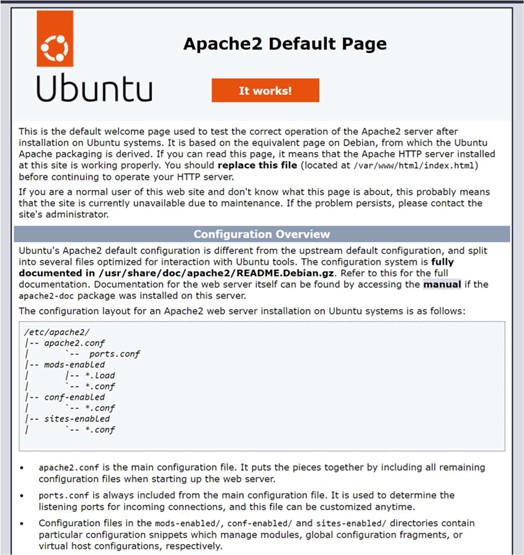 Apache2 Default Page
Ubuntu
It works!
This is the default welcome page used to test the correct operation of the Apache2 server after
installation on Ubuntu systems. It is based on the equivalent page on Debian, from which the Ubuntu
Apache packaging is derived. If you can read this page, it means that the Apache HTTP server installed
at this site is working properly. You should replace this file (located at /var/www/html/index.html)
before continuing to operate your HTTP server.
If you are a normal user of this web site and don't know what this page is about, this probably means
that the site is currently unavailable due to maintenance. If the problem persists, please contact the
site's administrator.
Configuration Overview
Ubuntu's Apache2 default configuration is different from the upstream default configuration, and split
into several files optimized for interaction with Ubuntu tools. The configuration system is fully
documented in /usr/share/doc/apache2/README.Debian.gz. Refer to this for the full
documentation. Documentation for the web server itself can be found by accessing the manual if the
apache2-doc package was installed on this server.
The configuration layout for an Apache2 web server installation on Ubuntu systems is as follows:
/etc/apache2/
|-- apache2.conf
|       `--  ports.conf
|-- mods-enabled
|       |-- *.load
|       `-- *.conf
|-- conf-enabled
|       `-- *.conf
|-- sites-enabled
|       `-- *.conf
• apache2.conf is the main configuration file. It puts the pieces together by including all remaining
configuration files when starting up the web server.
• ports.conf is always included from the main configuration file. It is used to determine the
listening ports for incoming connections, and this file can be customized anytime.
• Configuration files in the mods-enabled/, conf-enabled/ and sites-enabled/ directories contain
particular configuration snippets which manage modules, global configuration fragments, or
virtual host configurations, respectively.